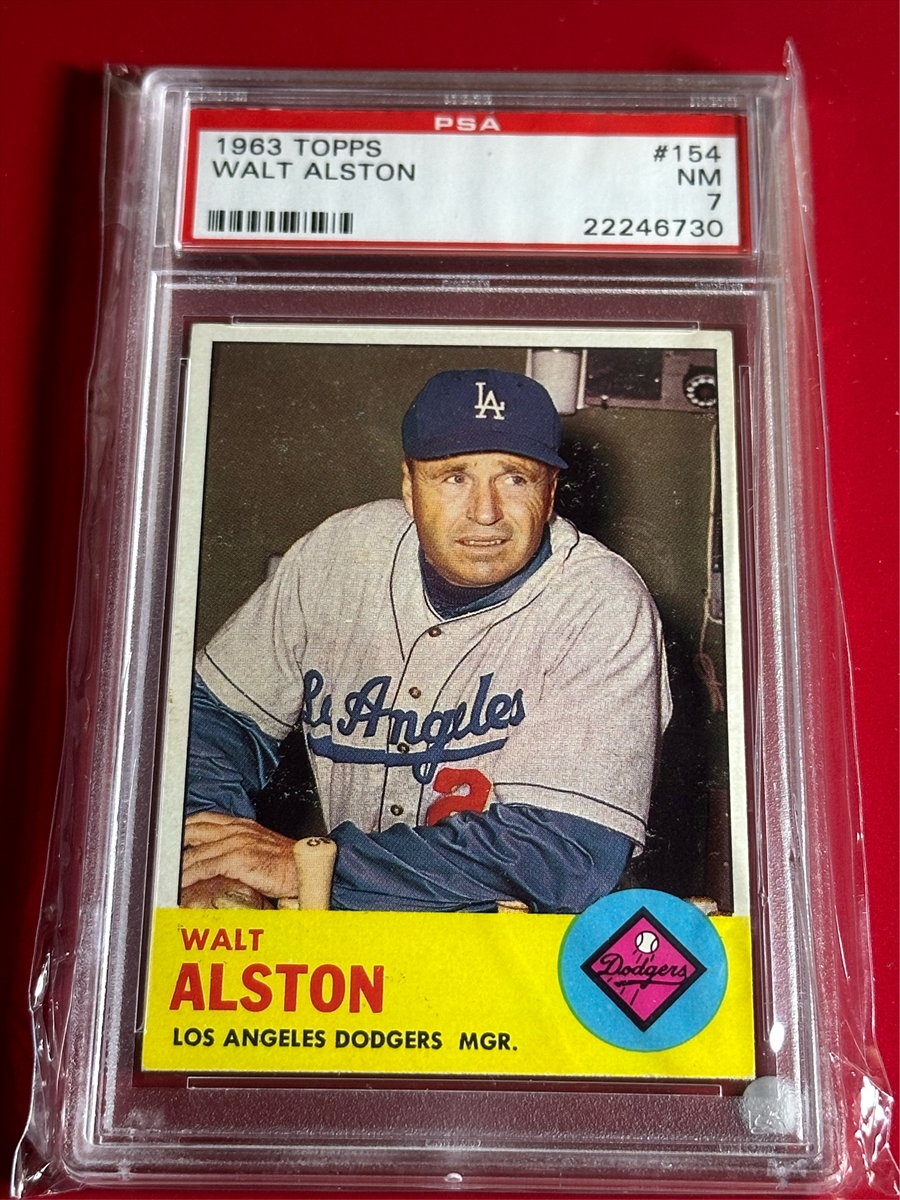 PSA
1963 TOPPS #154
WALT ALSTON NM
7
22246730
LA
Los Angeles
2
WALT
ALSTON
Dodgers
LOS ANGELES DODGERS MGR.